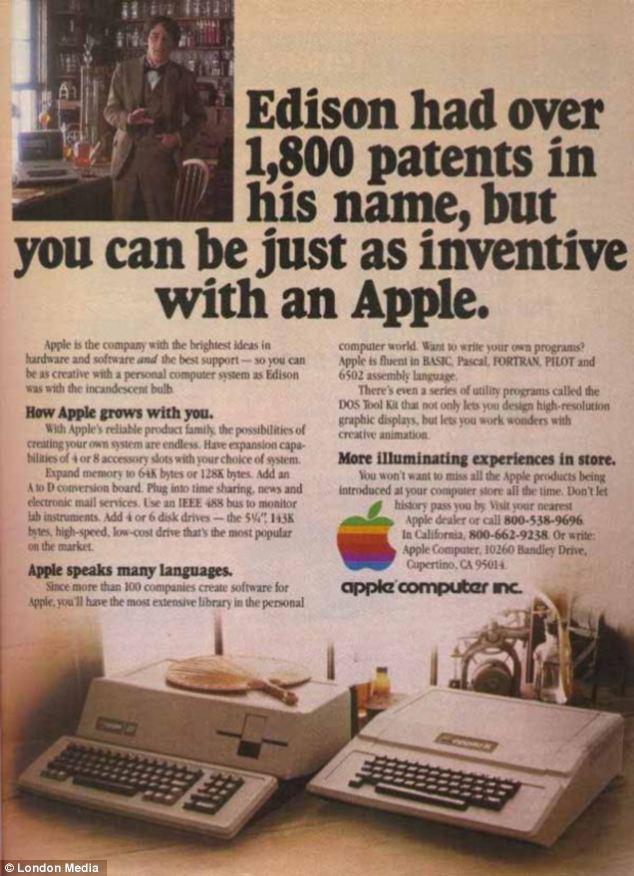 Edison had over
1,800 patents in
his name, but
you can be just as inventive
with an Apple.
Apple is the company with the brightest ideas in
hardware and software and the best support — so you can
be as creative with a personal computer system as Edison
was with the incandescent bulb.
How Apple grows with you.
With Apple's reliable product family, the possibilities of
creating your own system are endless. Have expansion capa-
bilities of 4 or 8 accessory slots with your choice of system.
Expand memory to 64K bytes or 128K bytes. Add an
A to D conversion board. Plug into time sharing, news and
electronic mail services. Use an IEEE 488 bus to monitor
lab instruments. Add 4 or 6 disk drives — the 5¼", 143K
bytes, high-speed, low-cost drive that's the most popular
on the market.
Apple speaks many languages.
Since more than 100 companies create software for
Apple, you'll have the most extensive library in the personal
computer world. Want to write your own programs?
Apple is fluent in BASIC, Pascal, FORTRAN, PILOT and
6502 assembly language.
There's even a series of utility programs called the
DOS Tool Kit that not only lets you design high-resolution
graphic displays, but lets you work wonders with
creative animation.
More illuminating experiences in store.
You won't want to miss all the Apple products being
introduced at your computer store all the time. Don't let
history pass you by. Visit your nearest
Apple dealer or call 800-538-9696.
In California, 800-662-9238. Or write:
Apple Computer, 10260 Bandley Drive,
Cupertino, CA 95014.
apple computer inc.
© London Media